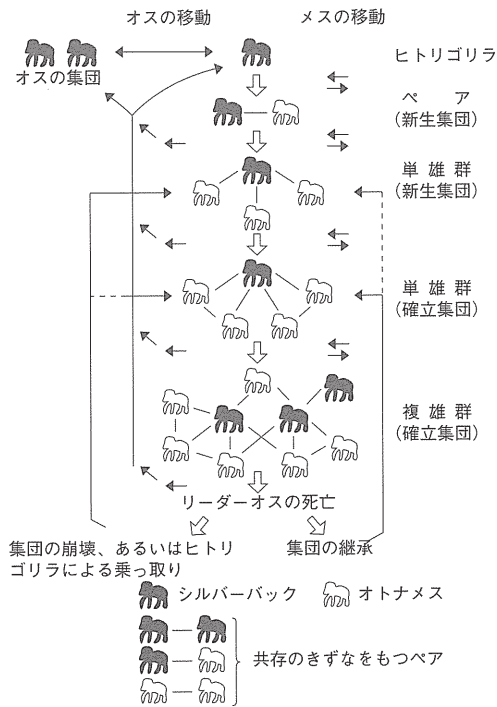 オスの移動
メスの移動
オスの集団
ヒトリゴリラ
ペア
(新生集団)
単雄群
(新生集団)
単雄群
(確立集団)
複雄群
(確立集団)
リーダーオスの死亡
集団の崩壊、あるいはヒトリ
ゴリラによる乗っ取り
集団の継承
シルバーバック
オトナメス
共存のきずなをもつペア